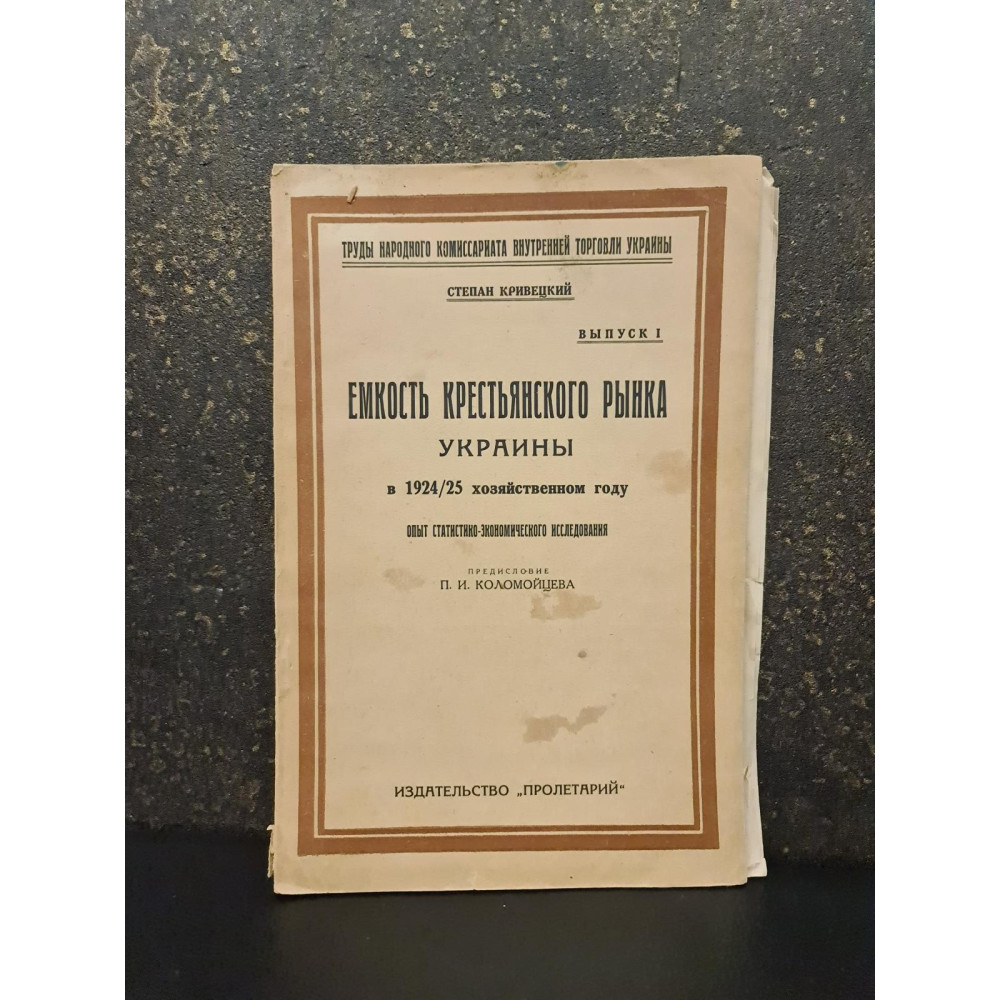 ТРУДЫ НАРОДНОГО КОМИССАРИАТА ВНУТРЕННЕЙ ТОРГОВЛИ УКРАИНЫ
СТЕПАН КРИВЕЦКИЙ
ВЫПУСК I
ЕМКОСТЬ КРЕСТЬЯНСКОГО РЫНКА
УКРАИНЫ
в 1924/25 хозяйственном году
ОПЫТ СТАТИСТИКО-ЭКОНОМИЧЕСКОГО ИССЛЕДОВАНИЯ
ПРЕДИСЛОВИЕ
П. И. КОЛОМОЙЦЕВА
ИЗДАТЕЛЬСТВО „ПРОЛЕТАРИЙ“